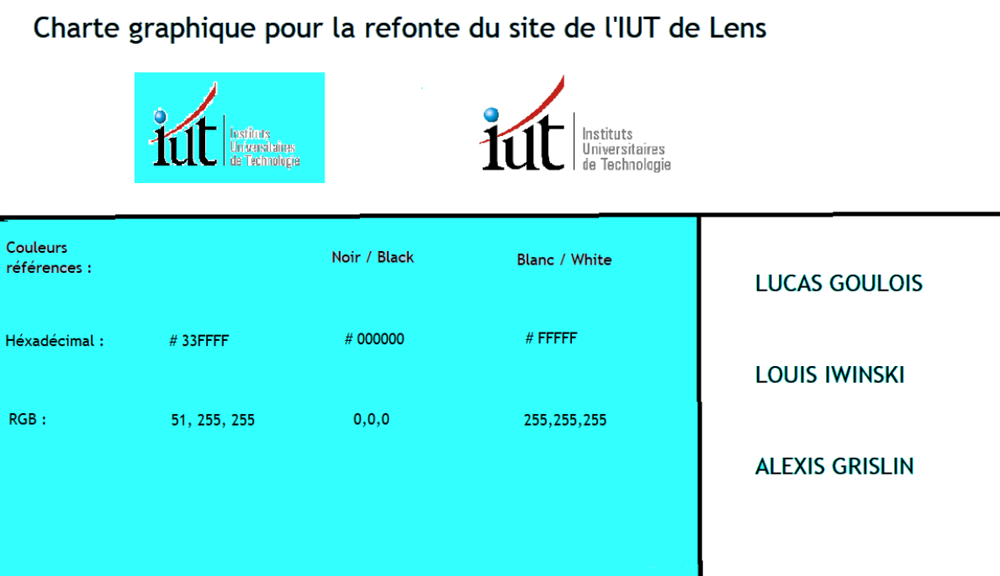 Charte graphique pour la refonte du site de l'IUT de Lens
iut
Instituts
Universitaires
de Technologie
iut
Instituts
Universitaires
de Technologie
Couleurs
références :
Noir / Black
Blanc / White
Héxadécimal :
# 33FFFF
# 000000
# FFFFF
RGB :
51, 255, 255
0,0,0
255,255,255
LUCAS GOULOIS
LOUIS IWINSKI
ALEXIS GRISLIN